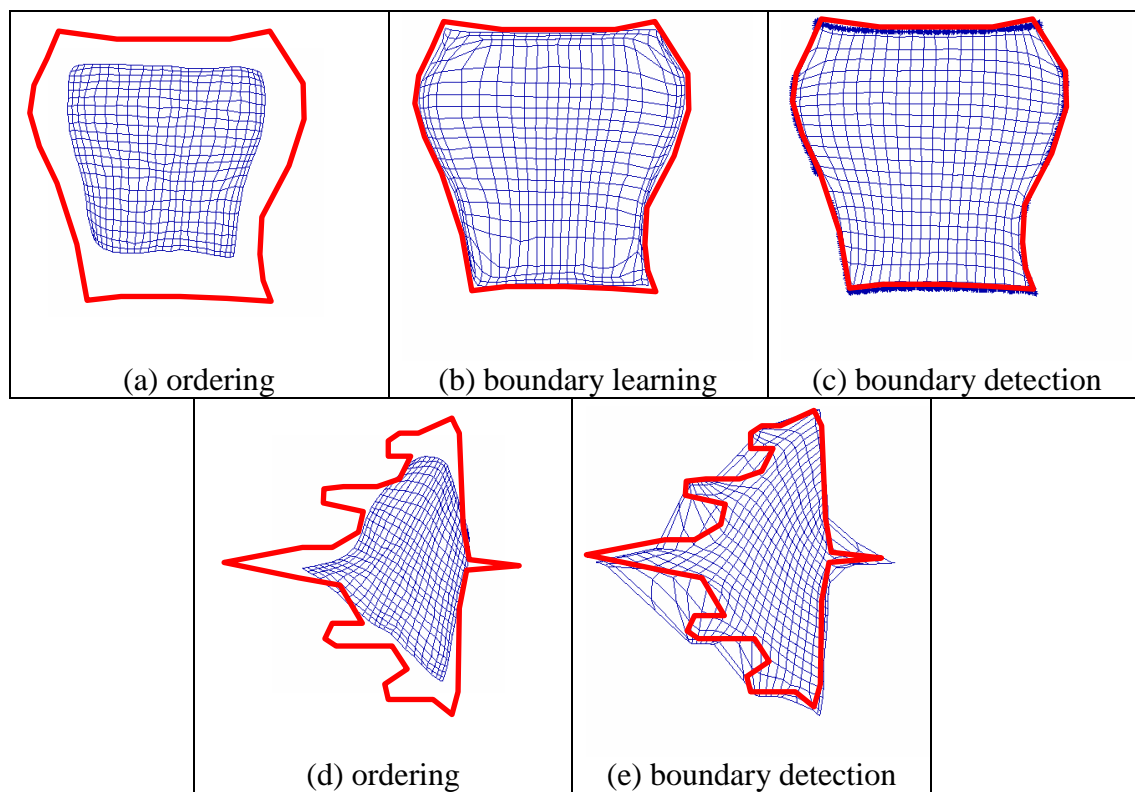 (a) ordering
(b) boundary learning
(c) boundary detection
(d) ordering
(e) boundary detection